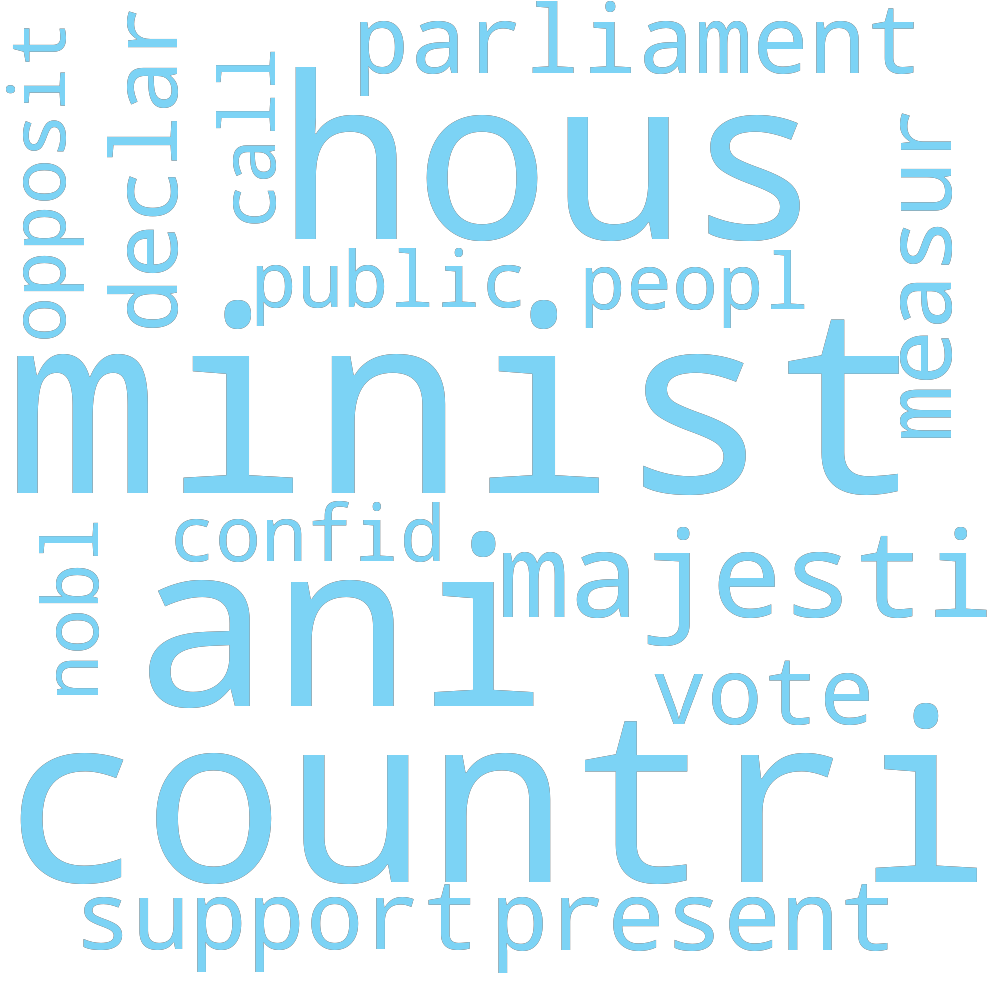 parliament
opposit
declar
call
hous
measur
public
peopl
minist
confid
nobl
ani
majesti
vote
countri
support
present